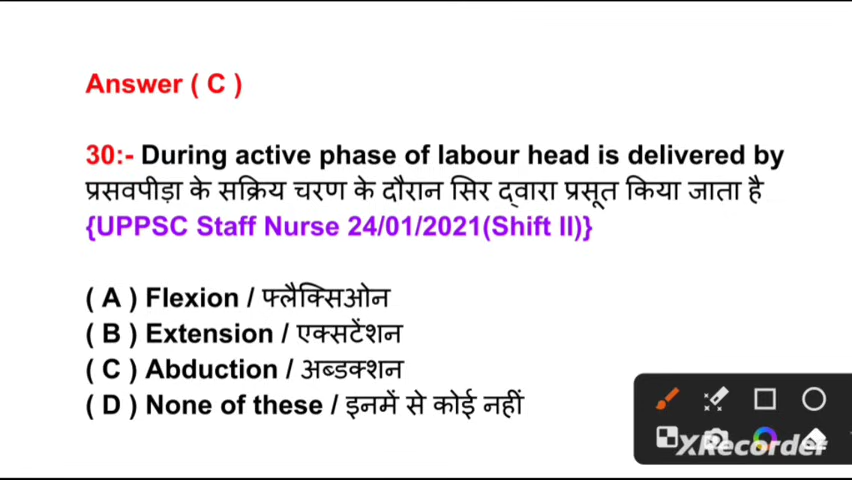 Answer ( C )
30:- During active phase of labour head is delivered by
प्रसवपीड़ा के सक्रिय चरण के दौरान सिर द्वारा प्रसूत किया जाता है
{UPPSC Staff Nurse 24/01/2021(Shift II)}
( A ) Flexion / फ्लैक्सिओन
( B ) Extension / एक्सटेंशन
( C ) Abduction / अब्डक्शन
( D ) None of these / इनमें से कोई नहीं
XRecorder